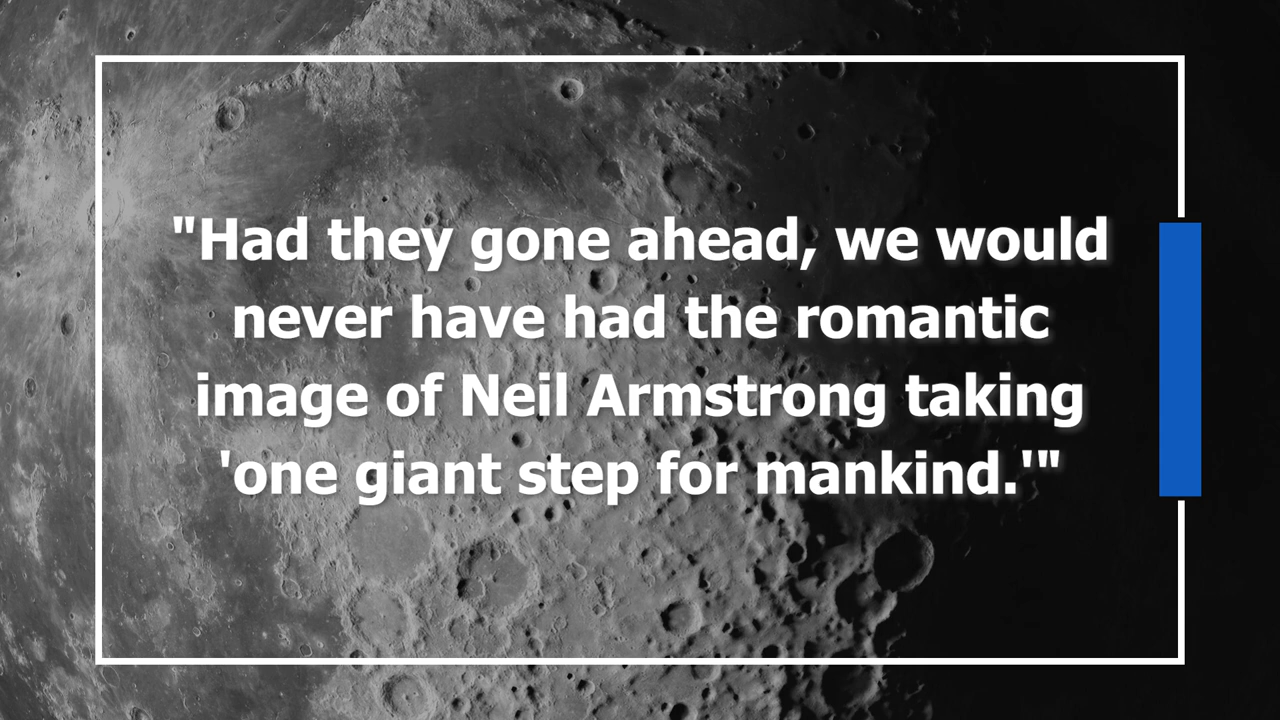 "Had they gone ahead, we would
never have had the romantic
image of Neil Armstrong taking
'one giant step for mankind.'"